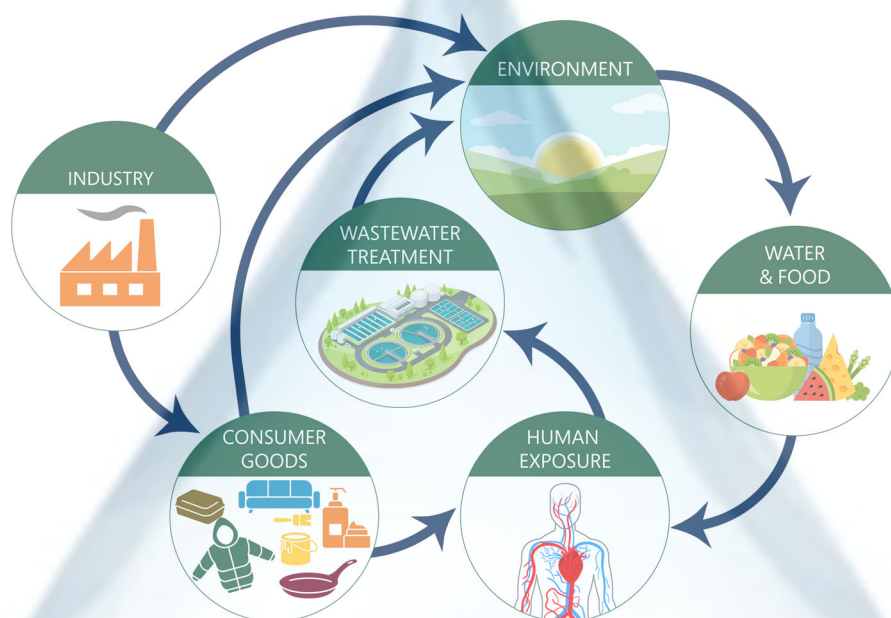 ENVIRONMENT
INDUSTRY
WASTEWATER
TREATMENT
WATER
& FOOD
CONSUMER
GOODS
HUMAN
EXPOSURE